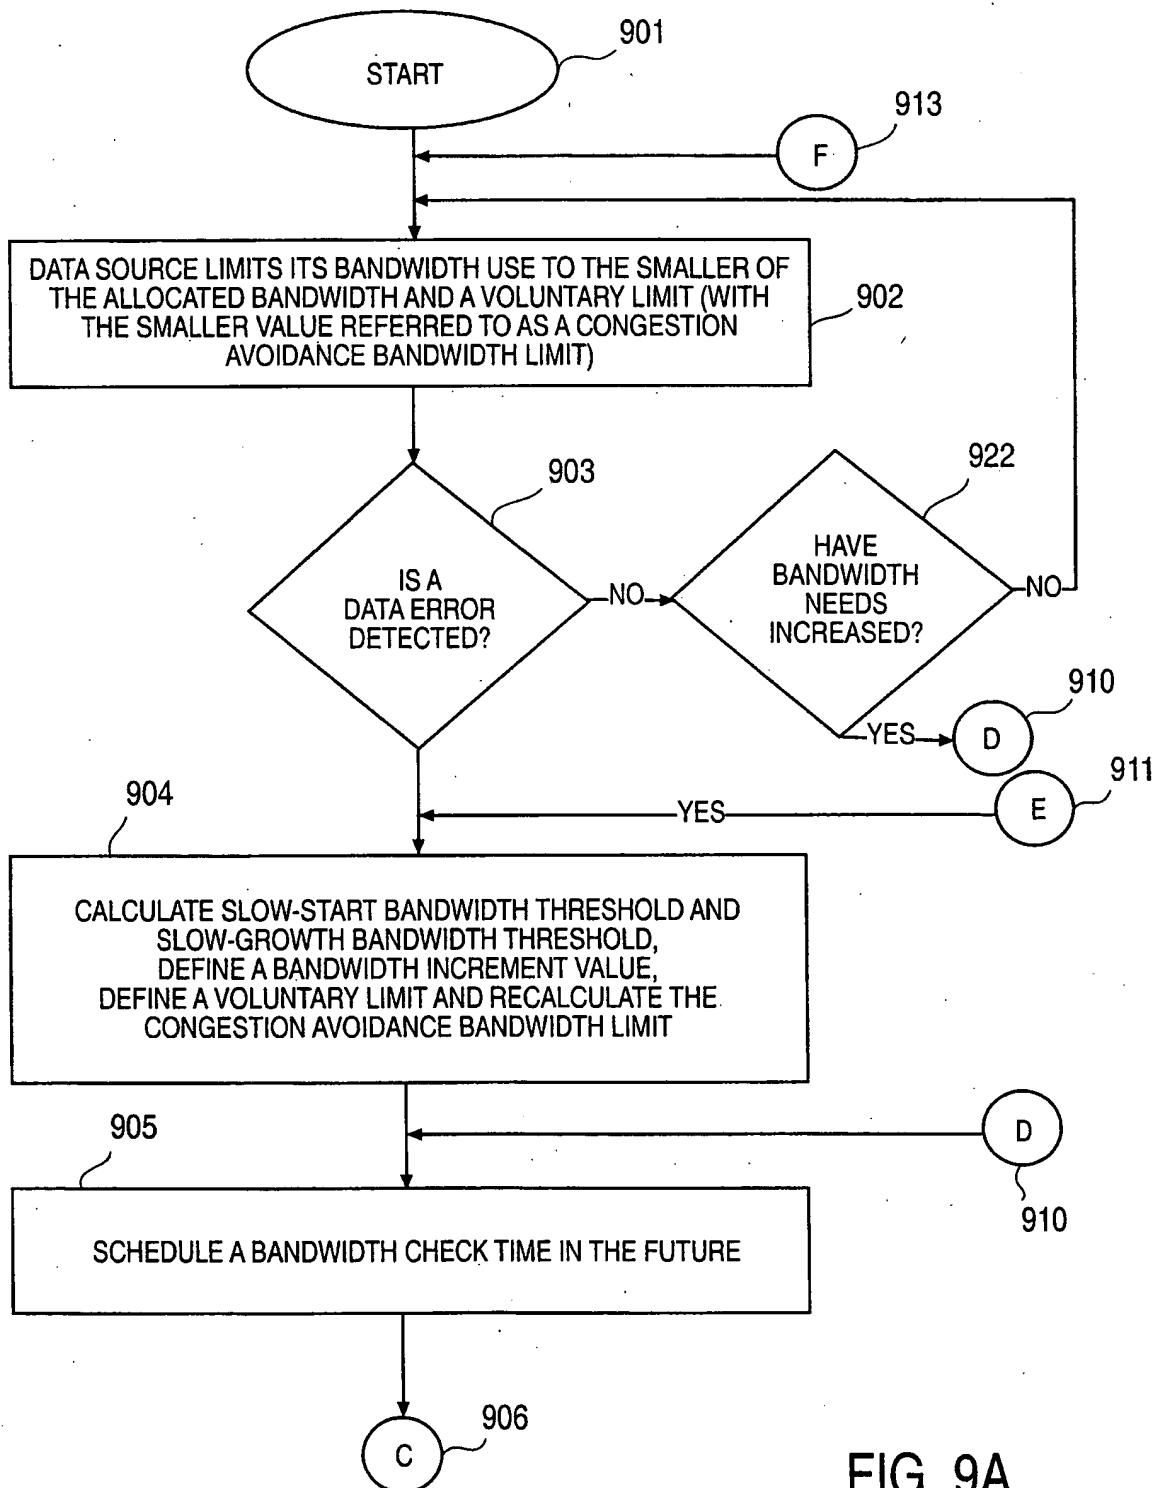 START
901
913
F
DATA SOURCE LIMITS ITS BANDWIDTH USE TO THE SMALLER OF
THE ALLOCATED BANDWIDTH AND A VOLUNTARY LIMIT (WITH
THE SMALLER VALUE REFERRED TO AS A CONGESTION
AVOIDANCE BANDWIDTH LIMIT)
902
903
IS A
DATA ERROR
DETECTED?
NO
922
HAVE
BANDWIDTH
NEEDS
INCREASED?
NO
YES
D
910
E
911
YES
904
CALCULATE SLOW-START BANDWIDTH THRESHOLD AND
SLOW-GROWTH BANDWIDTH THRESHOLD,
DEFINE A BANDWIDTH INCREMENT VALUE,
DEFINE A VOLUNTARY LIMIT AND RECALCULATE THE
CONGESTION AVOIDANCE BANDWIDTH LIMIT
D
910
905
SCHEDULE A BANDWIDTH CHECK TIME IN THE FUTURE
C
906
FIG. 9A